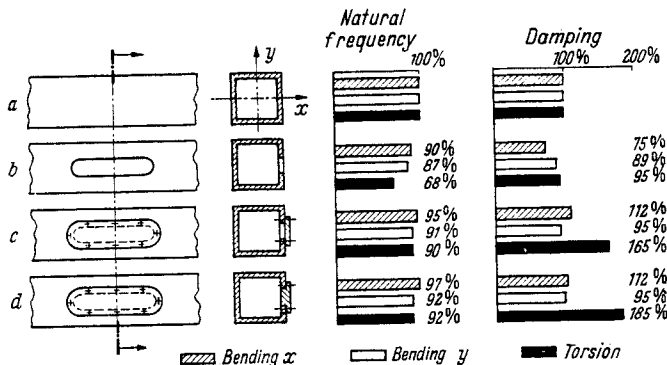 Natural
frequency
100%
Damping
100% 200%
y
x
a
b
90%
87%
68%
75%
89%
95%
c
95%
91%
90%
112%
95%
165%
d
97%
92%
92%
112%
95%
185%
Bending x
Bending y
Torsion